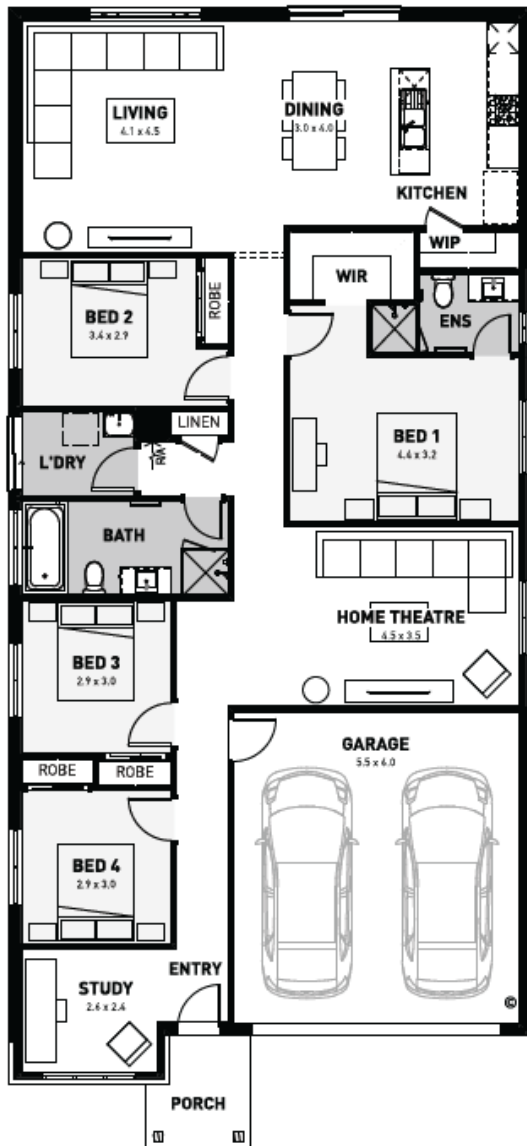 LIVING
4.1 x 4.5
DINING
3.0 x 4.0
KITCHEN
WIP
WIR
ENS
BED 2
3.4 x 2.9
ROBE
LINEN
L'DRY
R/A
BED 1
4.4 x 3.2
BATH
HOME THEATRE
4.5 x 3.5
BED 3
2.9 x 3.0
ROBE
ROBE
GARAGE
5.5 x 6.0
BED 4
2.9 x 3.0
ENTRY
STUDY
2.6 x 2.4
©
PORCH